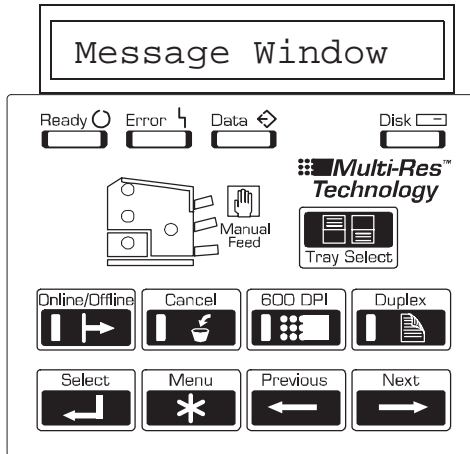 Message Window
Ready Error Data Disk
Multi-Res™
Technology
Manual
Feed
Tray Select
Online/Offline Cancel 600 DPI Duplex
Select Menu Previous Next